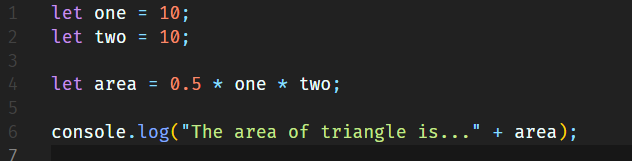 1 let one = 10;
2 let two = 10;
3
4 let area = 0.5 * one * two;
5
6 console.log("The area of triangle is..." + area);
7